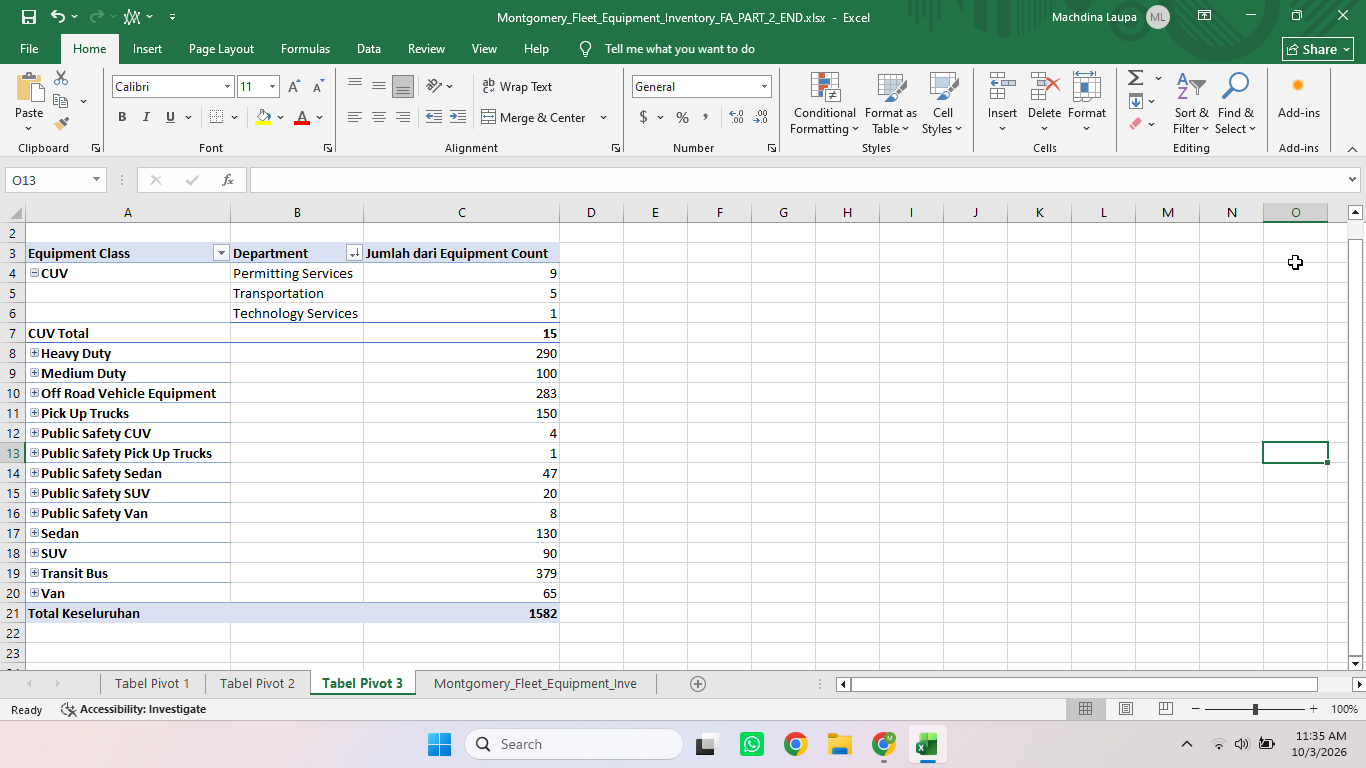 Montgomery_Fleet_Equipment_Inventory_FA_PART_2_END.xlsx - Excel
Machdina Laupa ML
File Home Insert Page Layout Formulas Data Review View Help Tell me what you want to do Share
Paste
Clipboard
Calibri 11
B I U
Font
Wrap Text
Merge & Center
Alignment
General
$ % ,
Number
Conditional Formatting
Format as Table
Cell Styles
Styles
Insert Delete Format
Cells
Sort & Filter
Find & Select
Editing
Add-ins
Add-ins
O13
fx
A B C D E F G H I J K L M N O
2
3 Equipment Class Department Jumlah dari Equipment Count
4 CUV Permitting Services 9
5 Transportation 5
6 Technology Services 1
7 CUV Total 15
8 Heavy Duty 290
9 Medium Duty 100
10 Off Road Vehicle Equipment 283
11 Pick Up Trucks 150
12 Public Safety CUV 4
13 Public Safety Pick Up Trucks 1
14 Public Safety Sedan 47
15 Public Safety SUV 20
16 Public Safety Van 8
17 Sedan 130
18 SUV 90
19 Transit Bus 379
20 Van 65
21 Total Keseluruhan 1582
22
23
Tabel Pivot 1 Tabel Pivot 2 Tabel Pivot 3 Montgomery_Fleet_Equipment_Inve
Ready Accessibility: Investigate 100%
Search
11:35 AM
10/3/2026